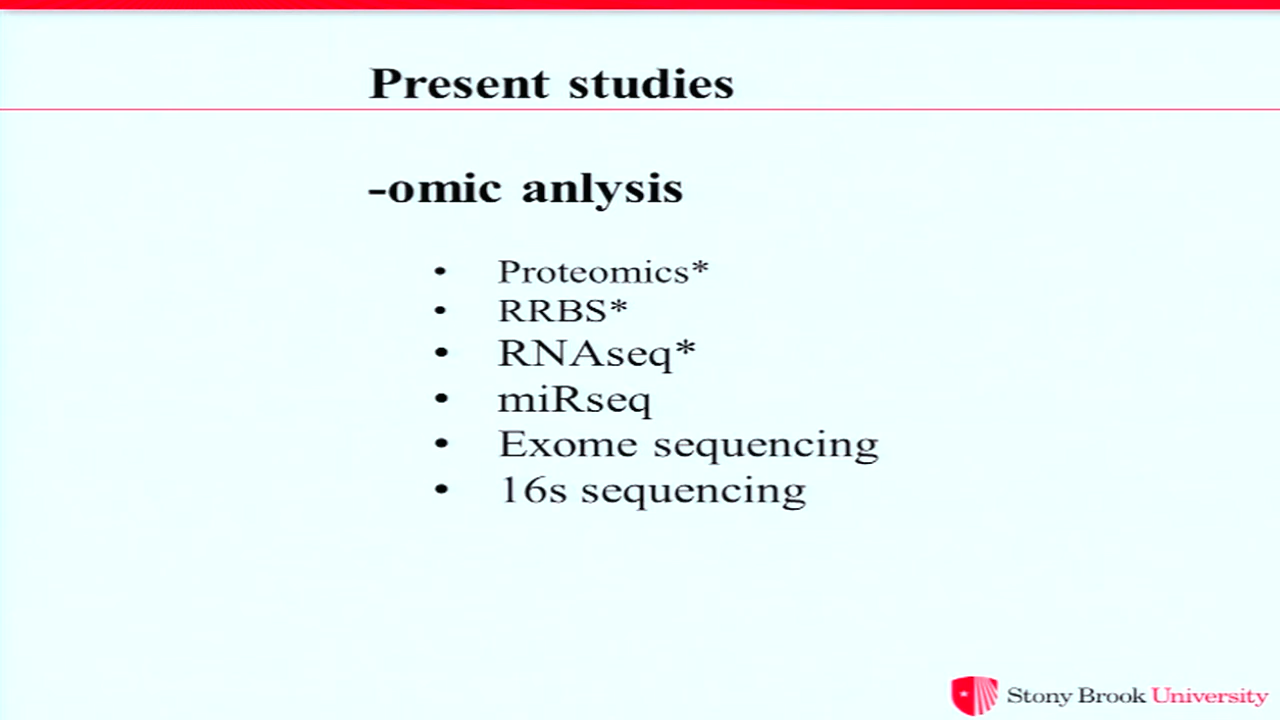 Present studies
-omic anlysis
• Proteomics*
• RRBS*
• RNAseq*
• miRseq
• Exome sequencing
• 16s sequencing
Stony Brook University